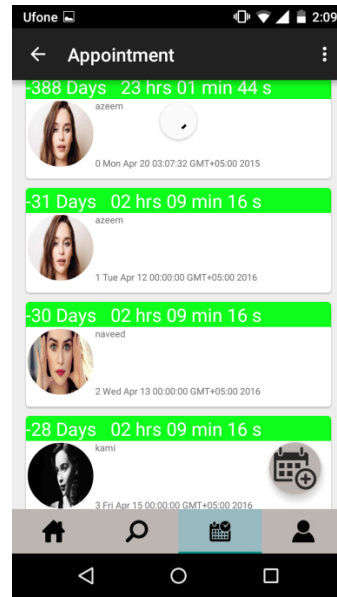 Ufone
2:09
Appointment
-388 Days 23 hrs 01 min 44 s
azeem
0 Mon Apr 20 03:07:32 GMT+05:00 2015
-31 Days 02 hrs 09 min 16 s
azeem
1 Tue Apr 12 00:00:00 GMT+05:00 2016
-30 Days 02 hrs 09 min 16 s
naveed
2 Wed Apr 13 00:00:00 GMT+05:00 2016
-28 Days 02 hrs 09 min 16 s
kami
3 Fri Apr 15 00:00:00 GMT+05:00 2016